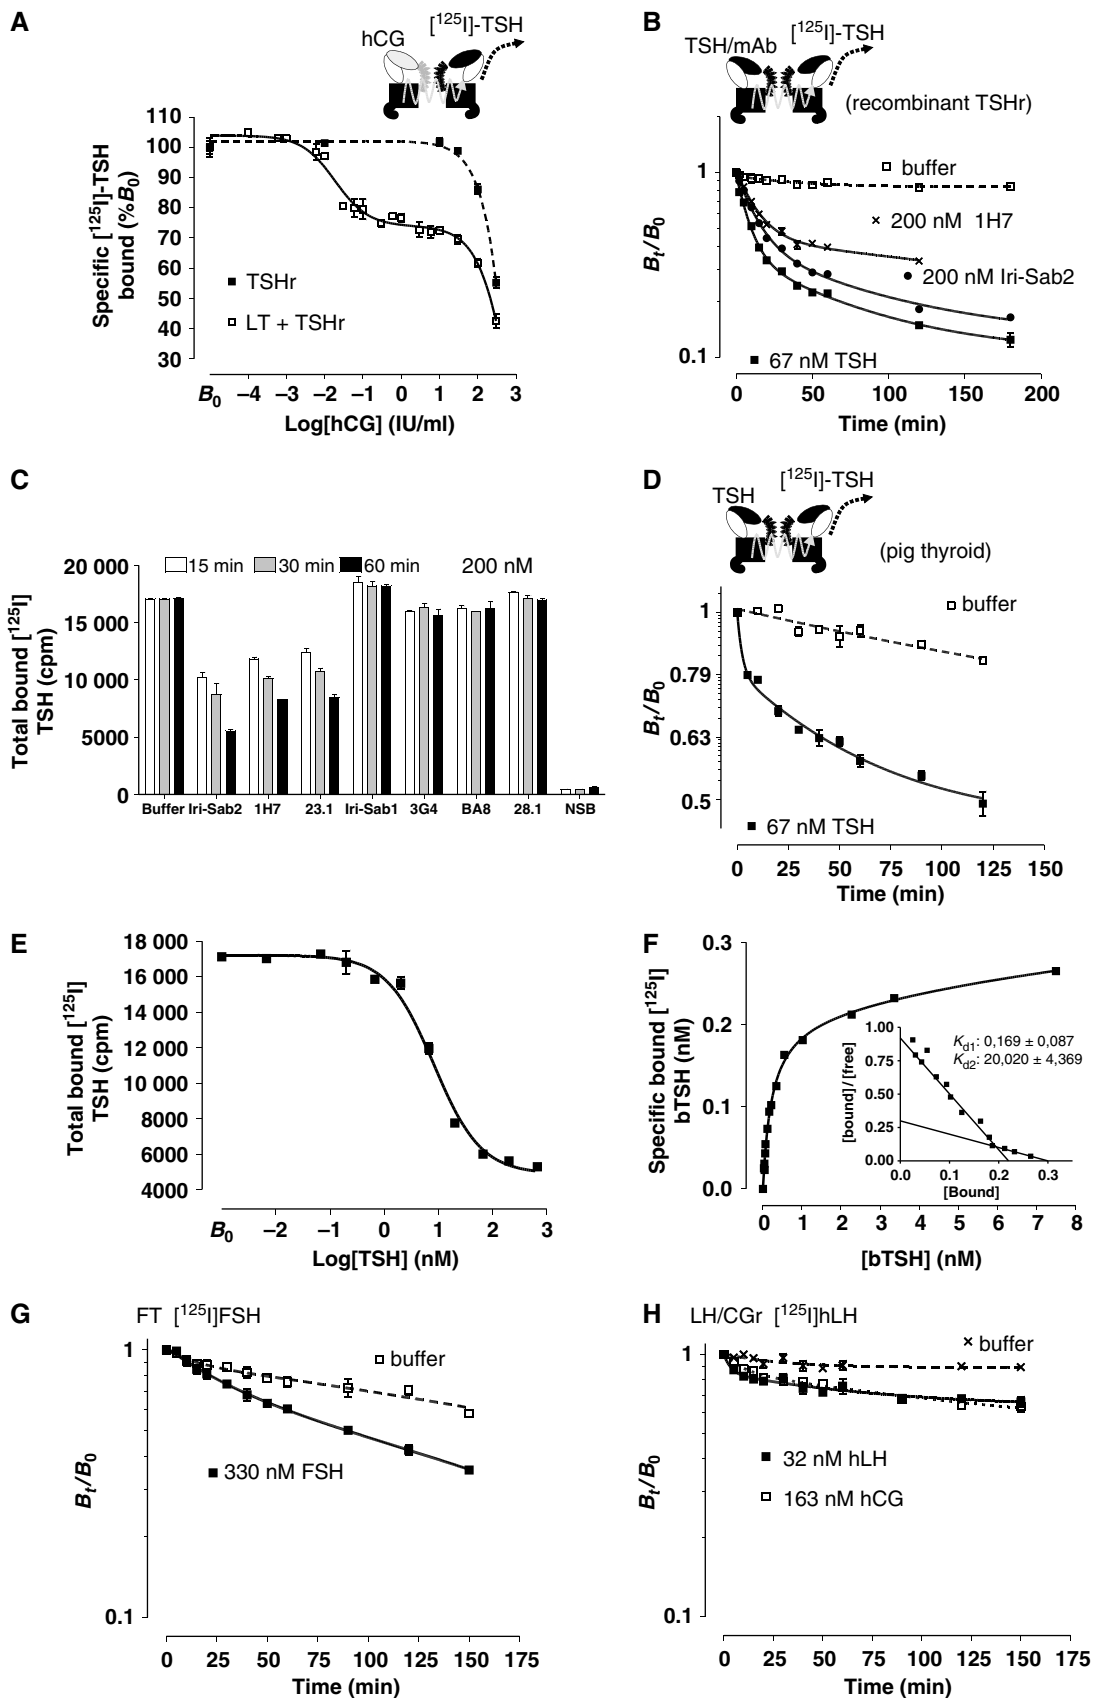 A
hCG
[125I]-TSH
110
100
90
80
70
60
50
40
30
Specific [125I]-TSH
bound (%B0)
TSHr
LT + TSHr
B0 –4 –3 –2 –1 0 1 2 3
Log[hCG] (IU/ml)
B
TSH/mAb
[125I]-TSH
(recombinant TSHr)
1
0.1
Bt/B0
buffer
200 nM 1H7
200 nM Iri-Sab2
67 nM TSH
0 50 100 150 200
Time (min)
C
15 min 30 min 60 min 200 nM
20 000
15 000
10 000
5000
0
Total bound [125I]
TSH (cpm)
Buffer Iri-Sab2 1H7 23.1 Iri-Sab1 3G4 BA8 28.1 NSB
D
TSH
[125I]-TSH
(pig thyroid)
1
0.79
0.63
0.5
Bt/B0
buffer
67 nM TSH
0 25 50 75 100 125 150
Time (min)
E
18 000
16 000
14 000
12 000
10 000
8000
6000
4000
Total bound [125I]
TSH (cpm)
B0 –2 –1 0 1 2 3
Log[TSH] (nM)
F
0.3
0.2
0.1
0.0
Specific bound [125I]
bTSH (nM)
1.00
0.75
0.50
0.25
0.00
[bound] / [free]
Kd1: 0,169 ± 0,087
Kd2: 20,020 ± 4,369
0.0 0.1 0.2 0.3
[Bound]
0 1 2 3 4 5 6 7 8
[bTSH] (nM)
G
FT [125I]FSH
1
0.1
Bt/B0
buffer
330 nM FSH
0 25 50 75 100 125 150 175
Time (min)
H
LH/CGr [125I]hLH
1
0.1
Bt/B0
buffer
32 nM hLH
163 nM hCG
0 25 50 75 100 125 150 175
Time (min)